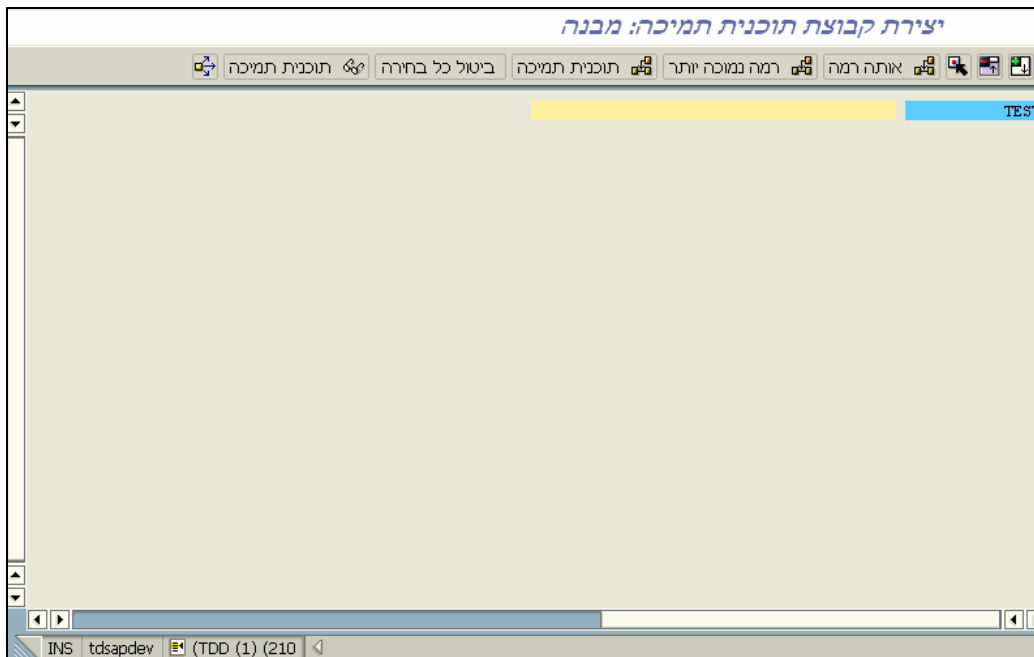 יצירת קבוצת תוכנית תמיכה: מבנה
אותה רמה רמה נמוכה יותר תוכנית תמיכה ביטול כל בחירה תוכנית תמיכה
TEST
INS tdsapdev (TDD (1) (210